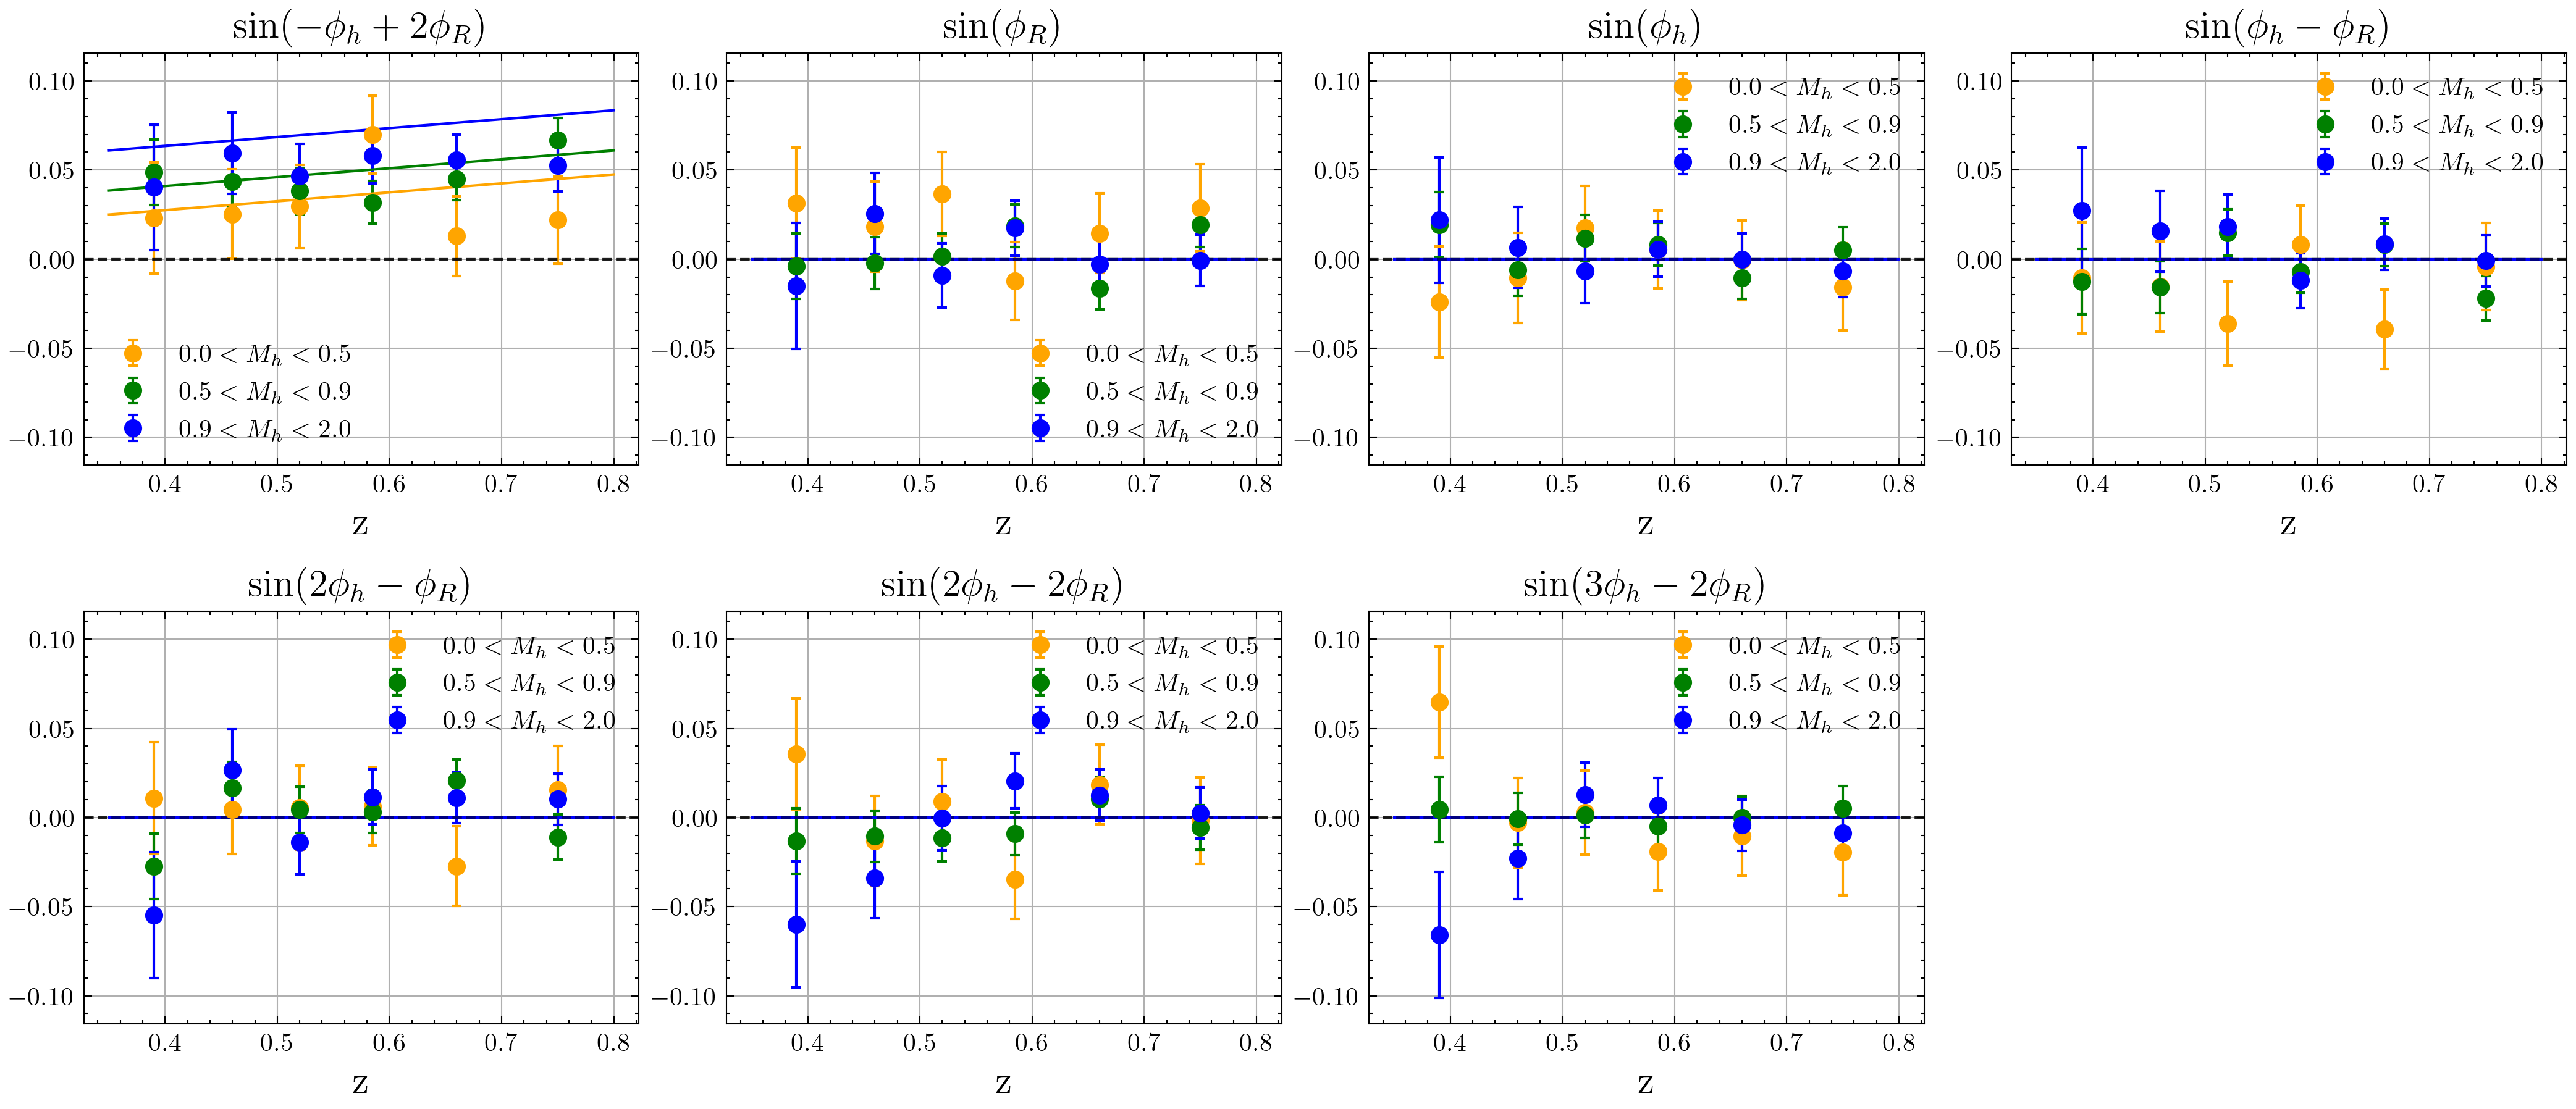 sin(−ϕ_h + 2ϕ_R)
0.10
0.05
0.00
−0.05
−0.10
0.0 < M_h < 0.5
0.5 < M_h < 0.9
0.9 < M_h < 2.0
0.4 0.5 0.6 0.7 0.8
z
sin(ϕ_R)
0.10
0.05
0.00
−0.05
−0.10
0.0 < M_h < 0.5
0.5 < M_h < 0.9
0.9 < M_h < 2.0
0.4 0.5 0.6 0.7 0.8
z
sin(ϕ_h)
0.10
0.05
0.00
−0.05
−0.10
0.0 < M_h < 0.5
0.5 < M_h < 0.9
0.9 < M_h < 2.0
0.4 0.5 0.6 0.7 0.8
z
sin(ϕ_h − ϕ_R)
0.10
0.05
0.00
−0.05
−0.10
0.0 < M_h < 0.5
0.5 < M_h < 0.9
0.9 < M_h < 2.0
0.4 0.5 0.6 0.7 0.8
z
sin(2ϕ_h − ϕ_R)
0.10
0.05
0.00
−0.05
−0.10
0.0 < M_h < 0.5
0.5 < M_h < 0.9
0.9 < M_h < 2.0
0.4 0.5 0.6 0.7 0.8
z
sin(2ϕ_h − 2ϕ_R)
0.10
0.05
0.00
−0.05
−0.10
0.0 < M_h < 0.5
0.5 < M_h < 0.9
0.9 < M_h < 2.0
0.4 0.5 0.6 0.7 0.8
z
sin(3ϕ_h − 2ϕ_R)
0.10
0.05
0.00
−0.05
−0.10
0.0 < M_h < 0.5
0.5 < M_h < 0.9
0.9 < M_h < 2.0
0.4 0.5 0.6 0.7 0.8
z